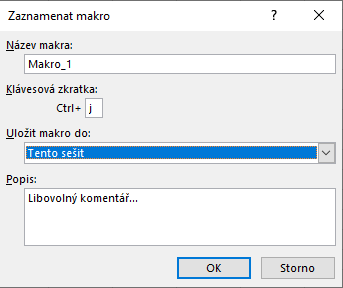 Zaznamenat makro ? ×
Název makra:
Makro_1
Klávesová zkratka:
Ctrl+ j
Uložit makro do:
Tento sešit
Popis:
Libovolný komentář...
OK Storno